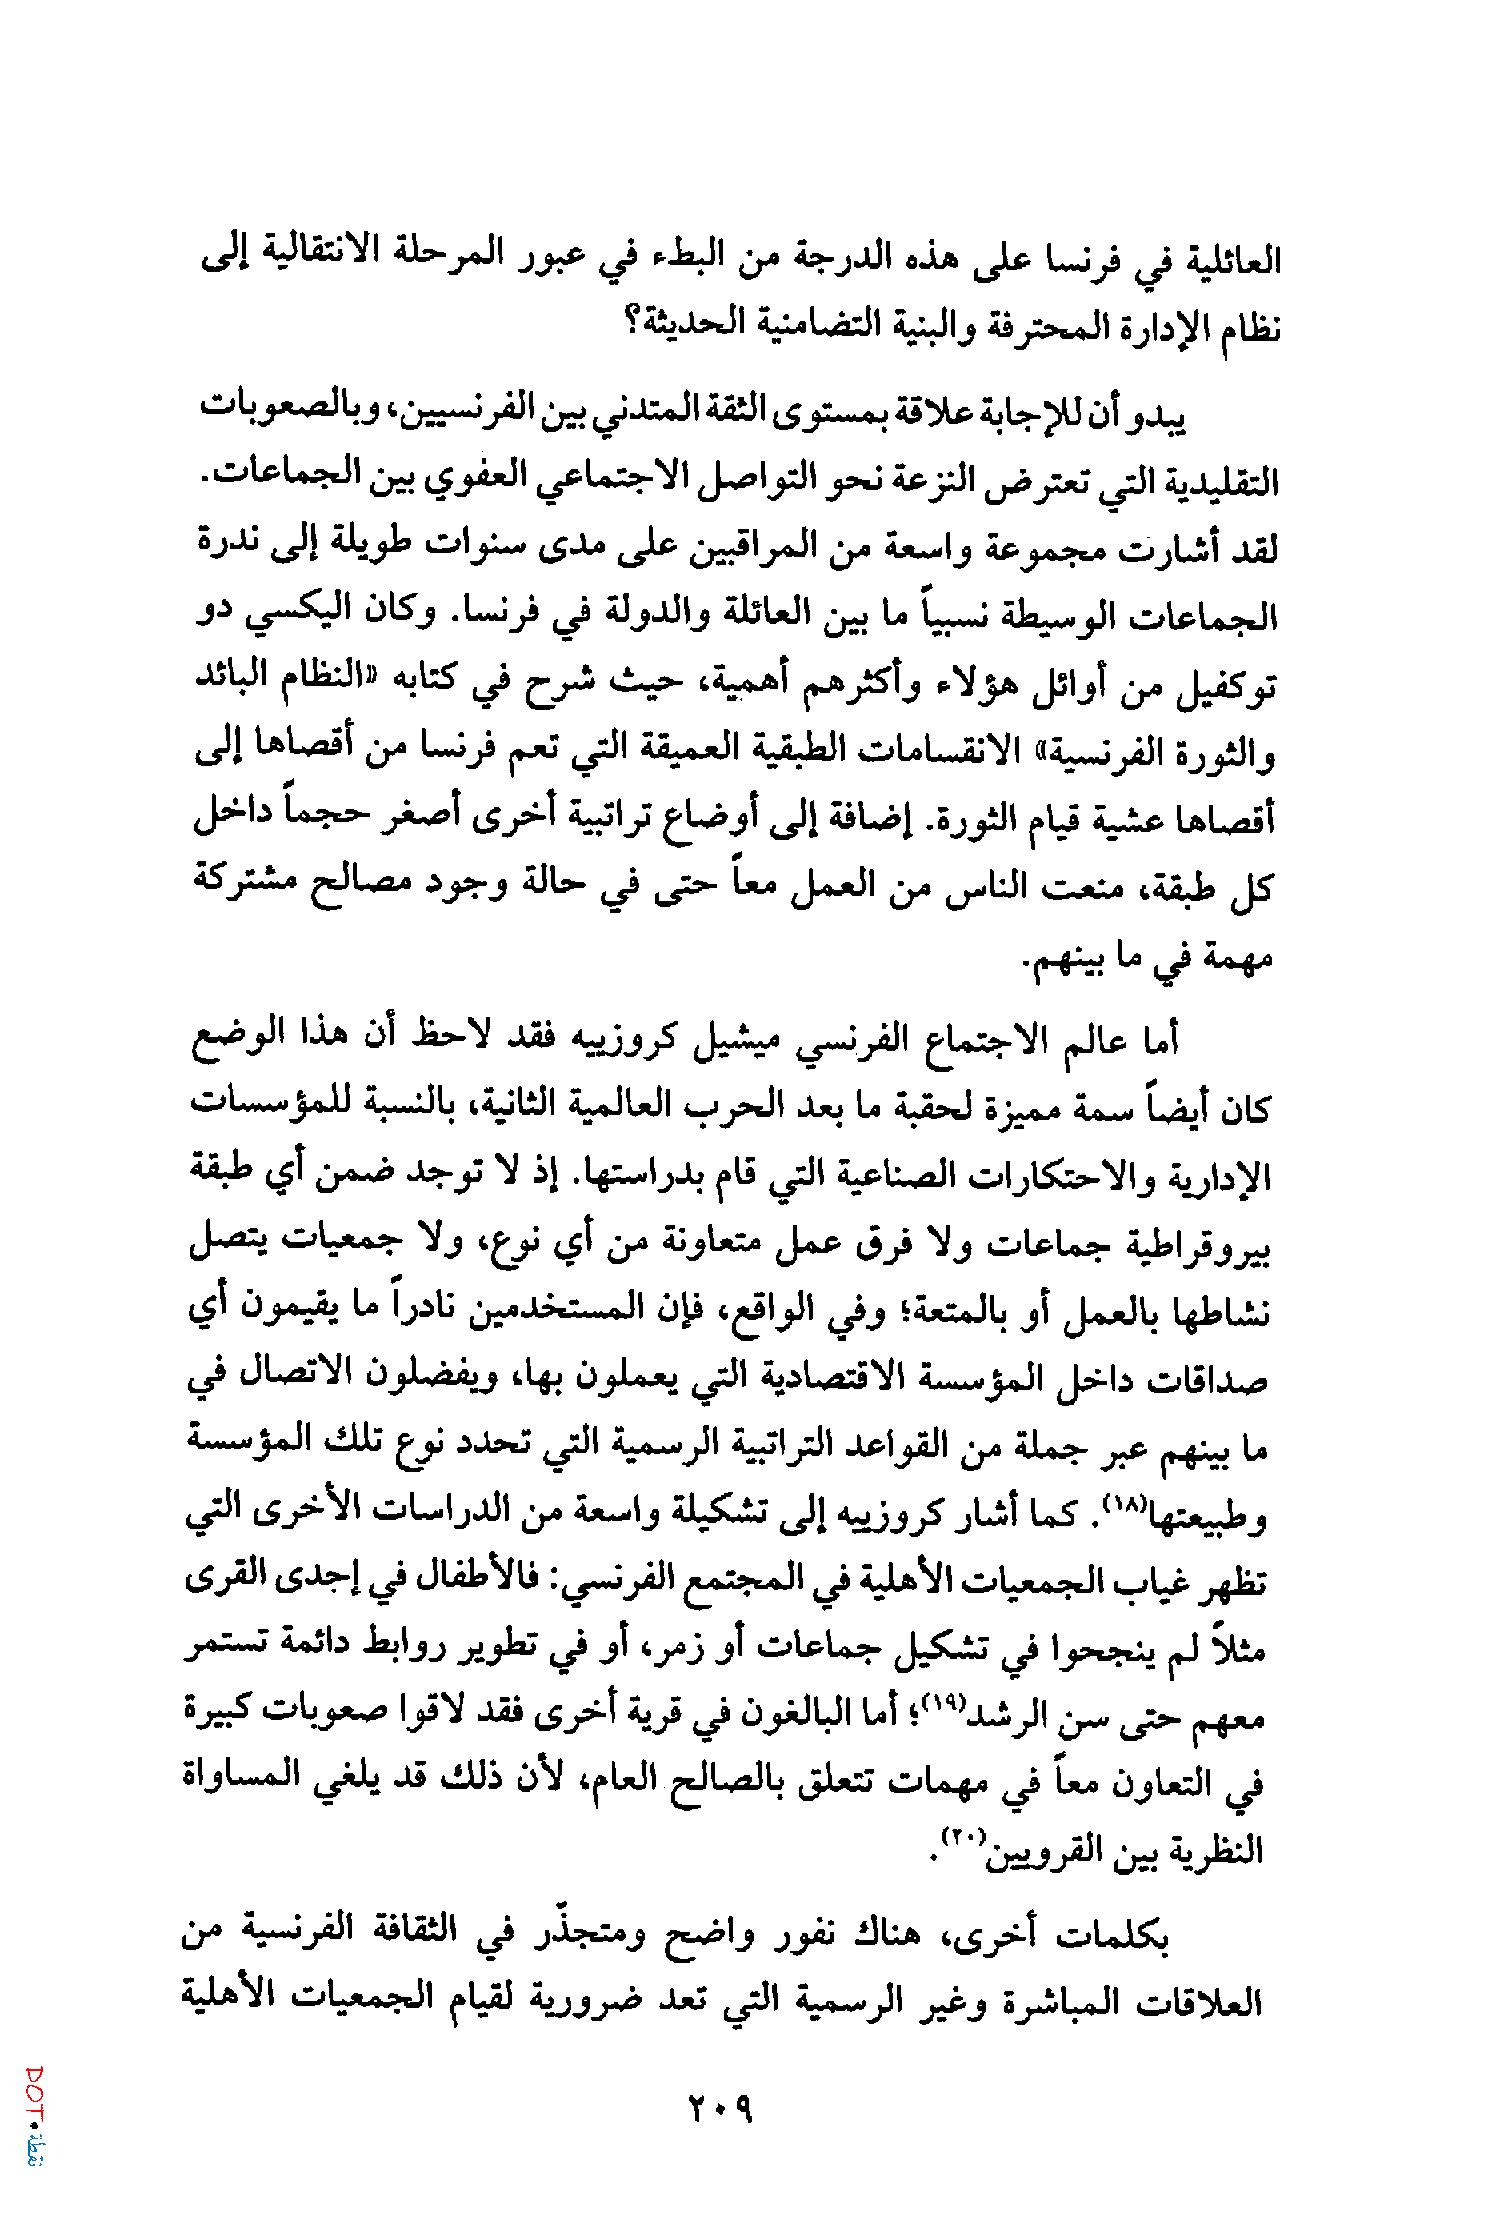 العائلية في فرنسا على هذه الدرجة من البطء في عبور المرحلة الانتقالية إلى
نظام الإدارة المحترفة والبنية التضامنية الحديثة؟
يبدو أن للإجابة علاقة بمستوى الثقة المتدني بين الفرنسيين، وبالصعوبات
التقليدية التي تعترض النزعة نحو التواصل الاجتماعي العفوي بين الجماعات.
لقد أشارت مجموعة واسعة من المراقبين على مدى سنوات طويلة إلى ندرة
الجماعات الوسيطة نسبياً ما بين العائلة والدولة في فرنسا. وكان اليكسي دو
توكفيل من أوائل هؤلاء وأكثرهم أهمية، حيث شرح في كتابه «النظام البائد
والثورة الفرنسية» الانقسامات الطبقية العميقة التي تعم فرنسا من أقصاها إلى
أقصاها عشية قيام الثورة. إضافة إلى أوضاع تراتبية أخرى أصغر حجماً داخل
كل طبقة، منعت الناس من العمل معاً حتى في حالة وجود مصالح مشتركة
مهمة في ما بينهم.
أما عالم الاجتماع الفرنسي ميشيل كروزييه فقد لاحظ أن هذا الوضع
كان أيضاً سمة مميزة لحقبة ما بعد الحرب العالمية الثانية، بالنسبة للمؤسسات
الإدارية والاحتكارات الصناعية التي قام بدراستها. إذ لا توجد ضمن أي طبقة
بيروقراطية جماعات ولا فرق عمل متعاونة من أي نوع، ولا جمعيات يتصل
نشاطها بالعمل أو بالمتعة؛ وفي الواقع، فإن المستخدمين نادراً ما يقيمون أي
صداقات داخل المؤسسة الاقتصادية التي يعملون بها، ويفضلون الاتصال في
ما بينهم عبر جملة من القواعد التراتبية الرسمية التي تحدد نوع تلك المؤسسة
وطبيعتها(١٨). كما أشار كروزييه إلى تشكيلة واسعة من الدراسات الأخرى التي
تظهر غياب الجمعيات الأهلية في المجتمع الفرنسي: فالأطفال في إحدى القرى
مثلاً لم ينجحوا في تشكيل جماعات أو زمر، أو في تطوير روابط دائمة تستمر
معهم حتى سن الرشد(١٩)؛ أما البالغون في قرية أخرى فقد لاقوا صعوبات كبيرة
في التعاون معاً في مهمات تتعلق بالصالح العام، لأن ذلك قد يلغي المساواة
النظرية بين القرويين(٢٠).
بكلمات أخرى، هناك نفور واضح ومتجذّر في الثقافة الفرنسية من
العلاقات المباشرة وغير الرسمية التي تعد ضرورية لقيام الجمعيات الأهلية
٢٠٩
DOT نقطة